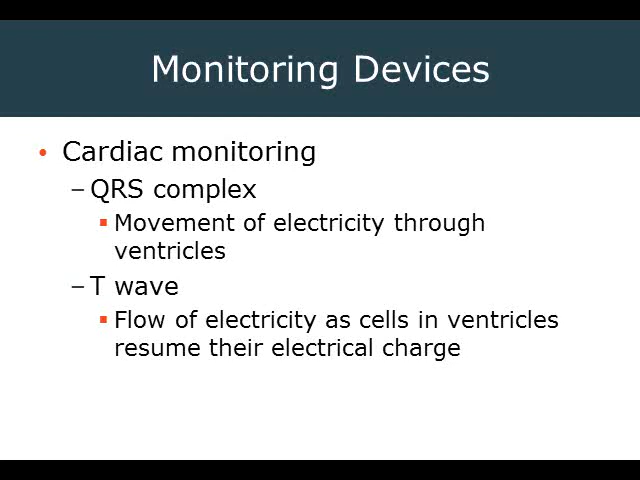 Monitoring Devices
• Cardiac monitoring
–QRS complex
▪ Movement of electricity through
ventricles
–T wave
▪ Flow of electricity as cells in ventricles
resume their electrical charge